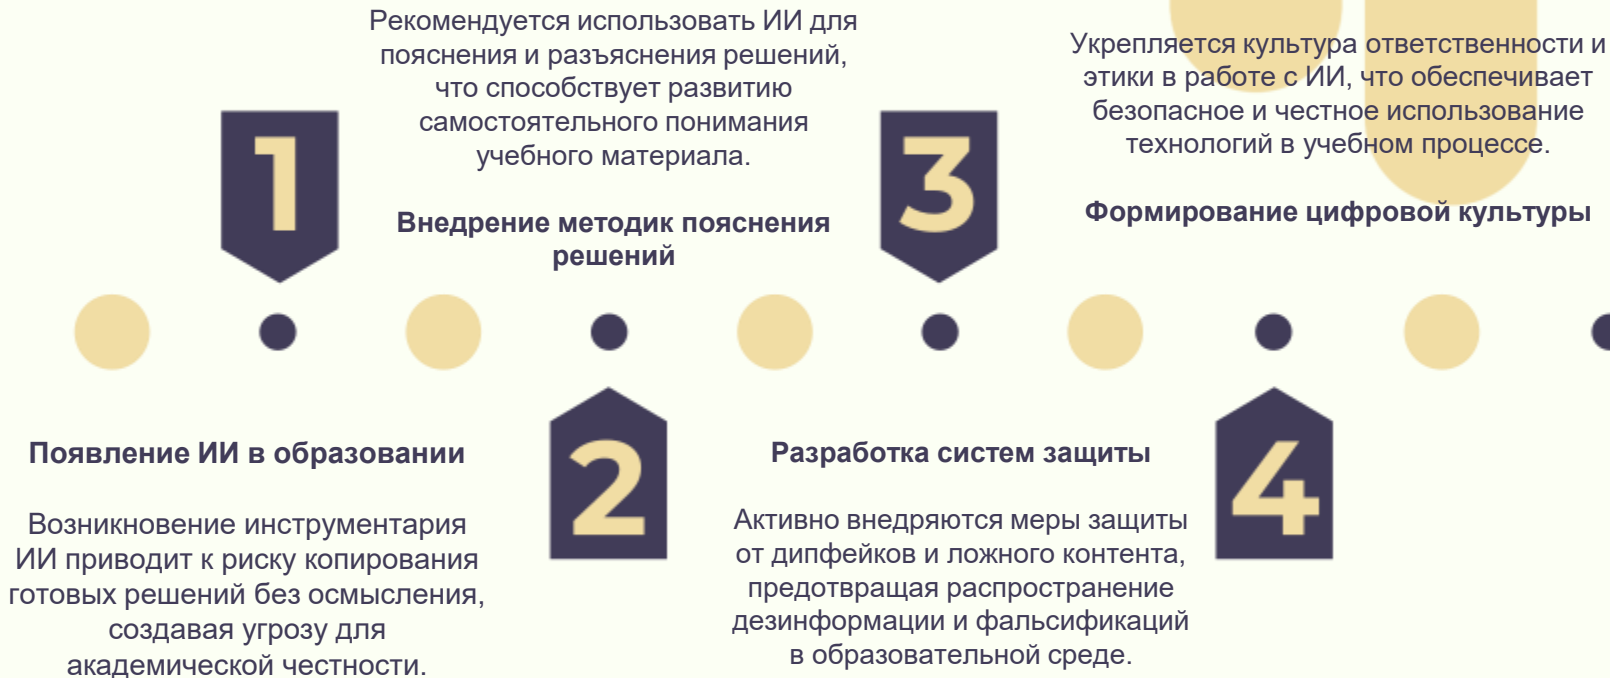 1
Появление ИИ в образовании
Возникновение инструментария
ИИ приводит к риску копирования
готовых решений без осмысления,
создавая угрозу для
академической честности.
Рекомендуется использовать ИИ для
пояснения и разъяснения решений,
что способствует развитию
самостоятельного понимания
учебного материала.
Внедрение методик пояснения
решений
2
3
Разработка систем защиты
Активно внедряются меры защиты
от дипфейков и ложного контента,
предотвращая распространение
дезинформации и фальсификаций
в образовательной среде.
Укрепляется культура ответственности и
этики в работе с ИИ, что обеспечивает
безопасное и честное использование
технологий в учебном процессе.
Формирование цифровой культуры
4